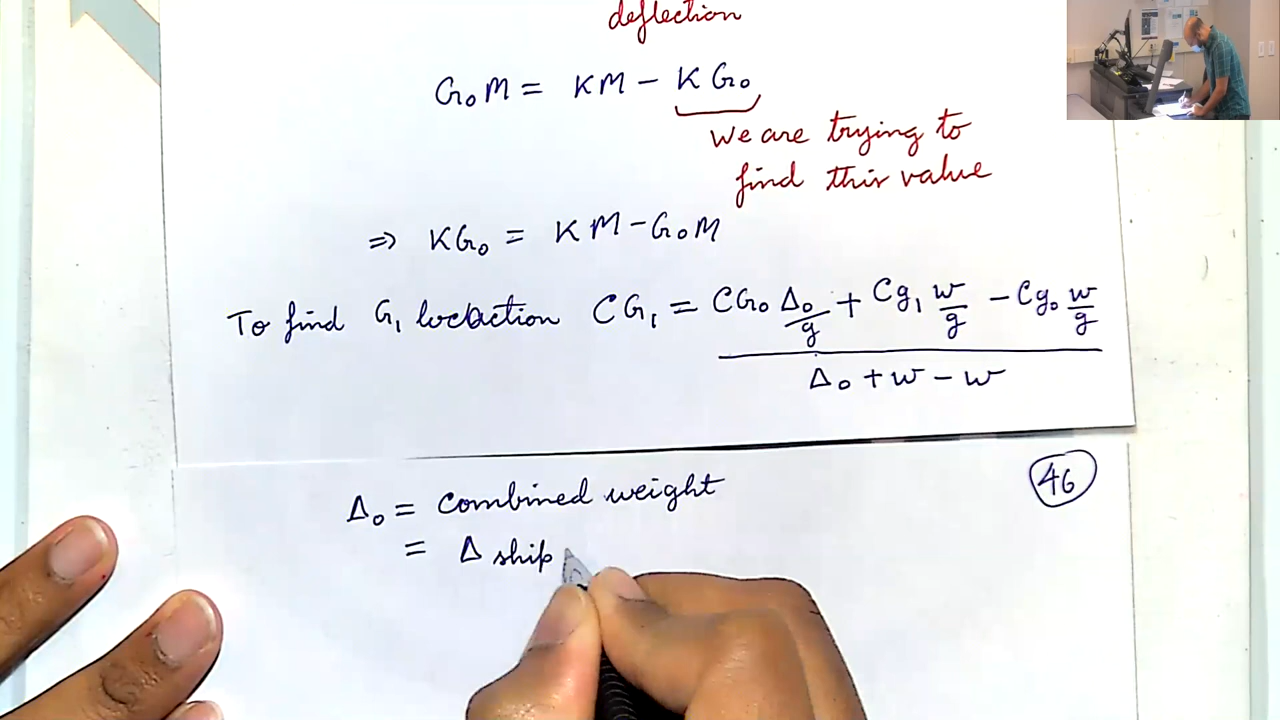 deflection
G₀M = KM – KG₀
we are trying to
find this value
⇒ KG₀ = KM – G₀M
To find G₁ locaction CG₁ = (CG₀ Δ₀/g + Cg₁ w/g – Cg₀ w/g) / (Δ₀ + w – w)
46
Δ₀ = combined weight
= Δ ship